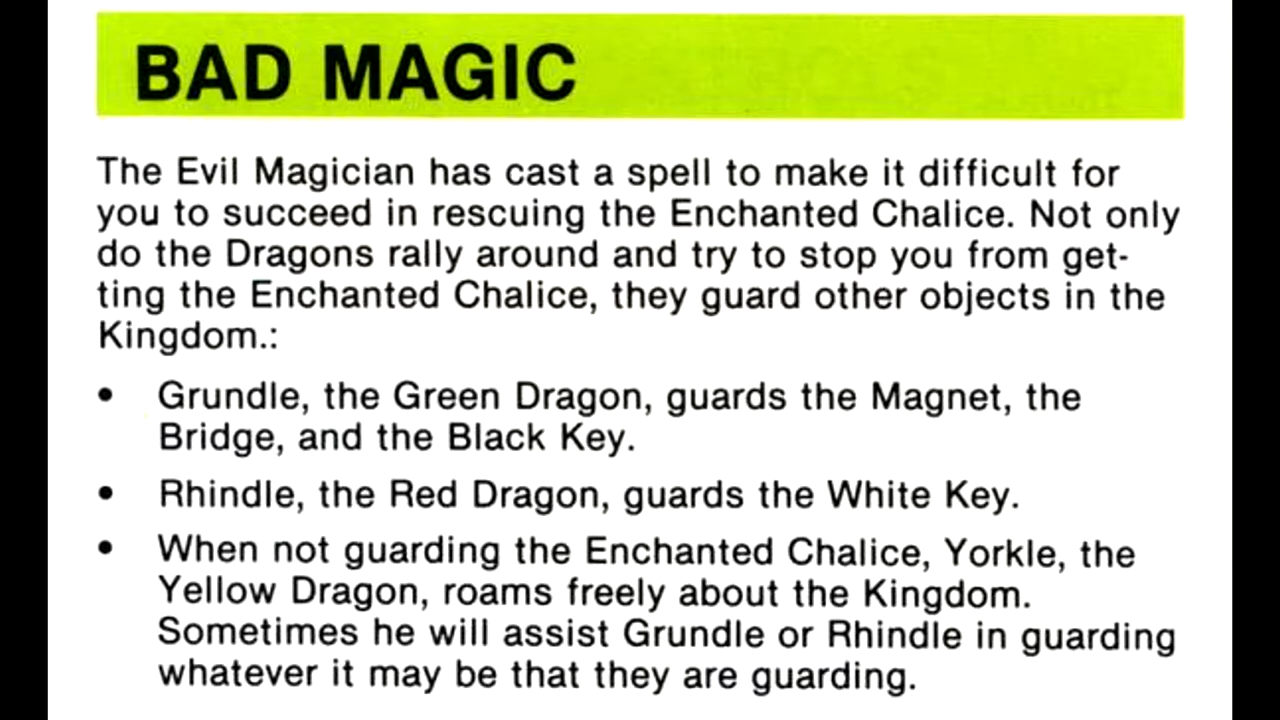 BAD MAGIC
The Evil Magician has cast a spell to make it difficult for
you to succeed in rescuing the Enchanted Chalice. Not only
do the Dragons rally around and try to stop you from get-
ting the Enchanted Chalice, they guard other objects in the
Kingdom.:
• Grundle, the Green Dragon, guards the Magnet, the
Bridge, and the Black Key.
• Rhindle, the Red Dragon, guards the White Key.
• When not guarding the Enchanted Chalice, Yorkle, the
Yellow Dragon, roams freely about the Kingdom.
Sometimes he will assist Grundle or Rhindle in guarding
whatever it may be that they are guarding.